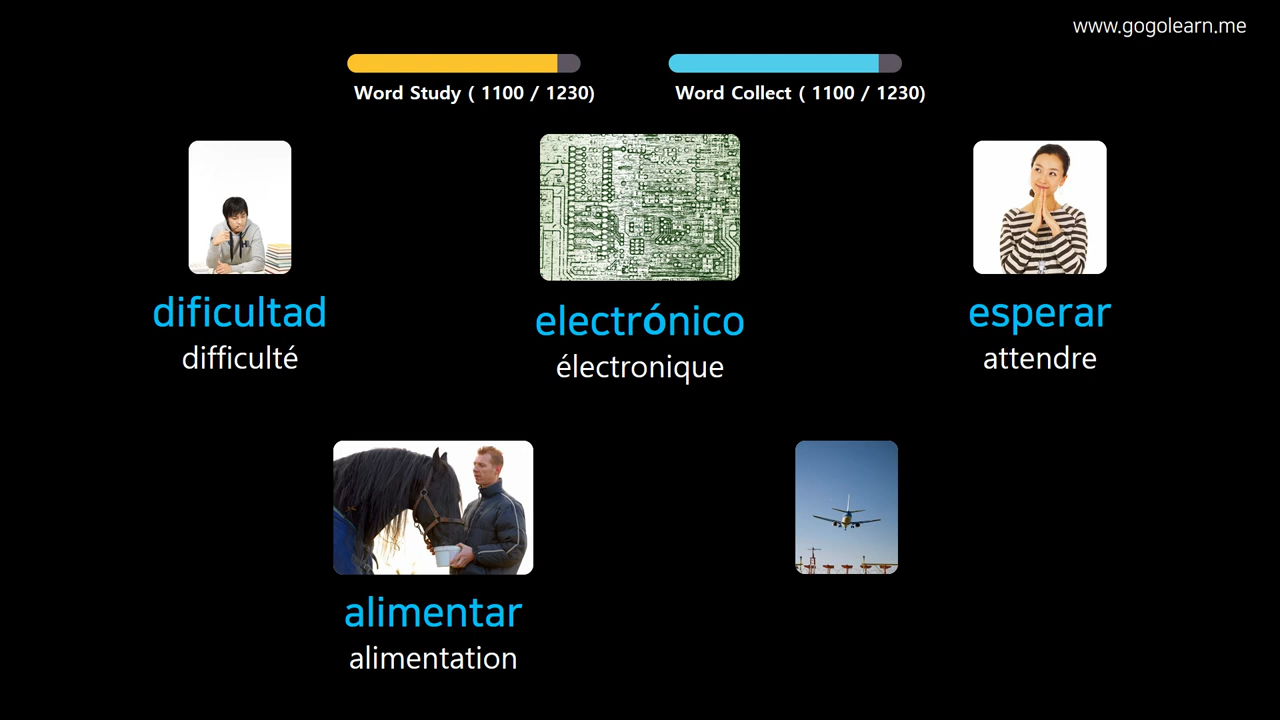 www.gogolearn.me
Word Study ( 1100 / 1230)
Word Collect ( 1100 / 1230)
dificultad
difficulté
electrónico
électronique
esperar
attendre
alimentar
alimentation